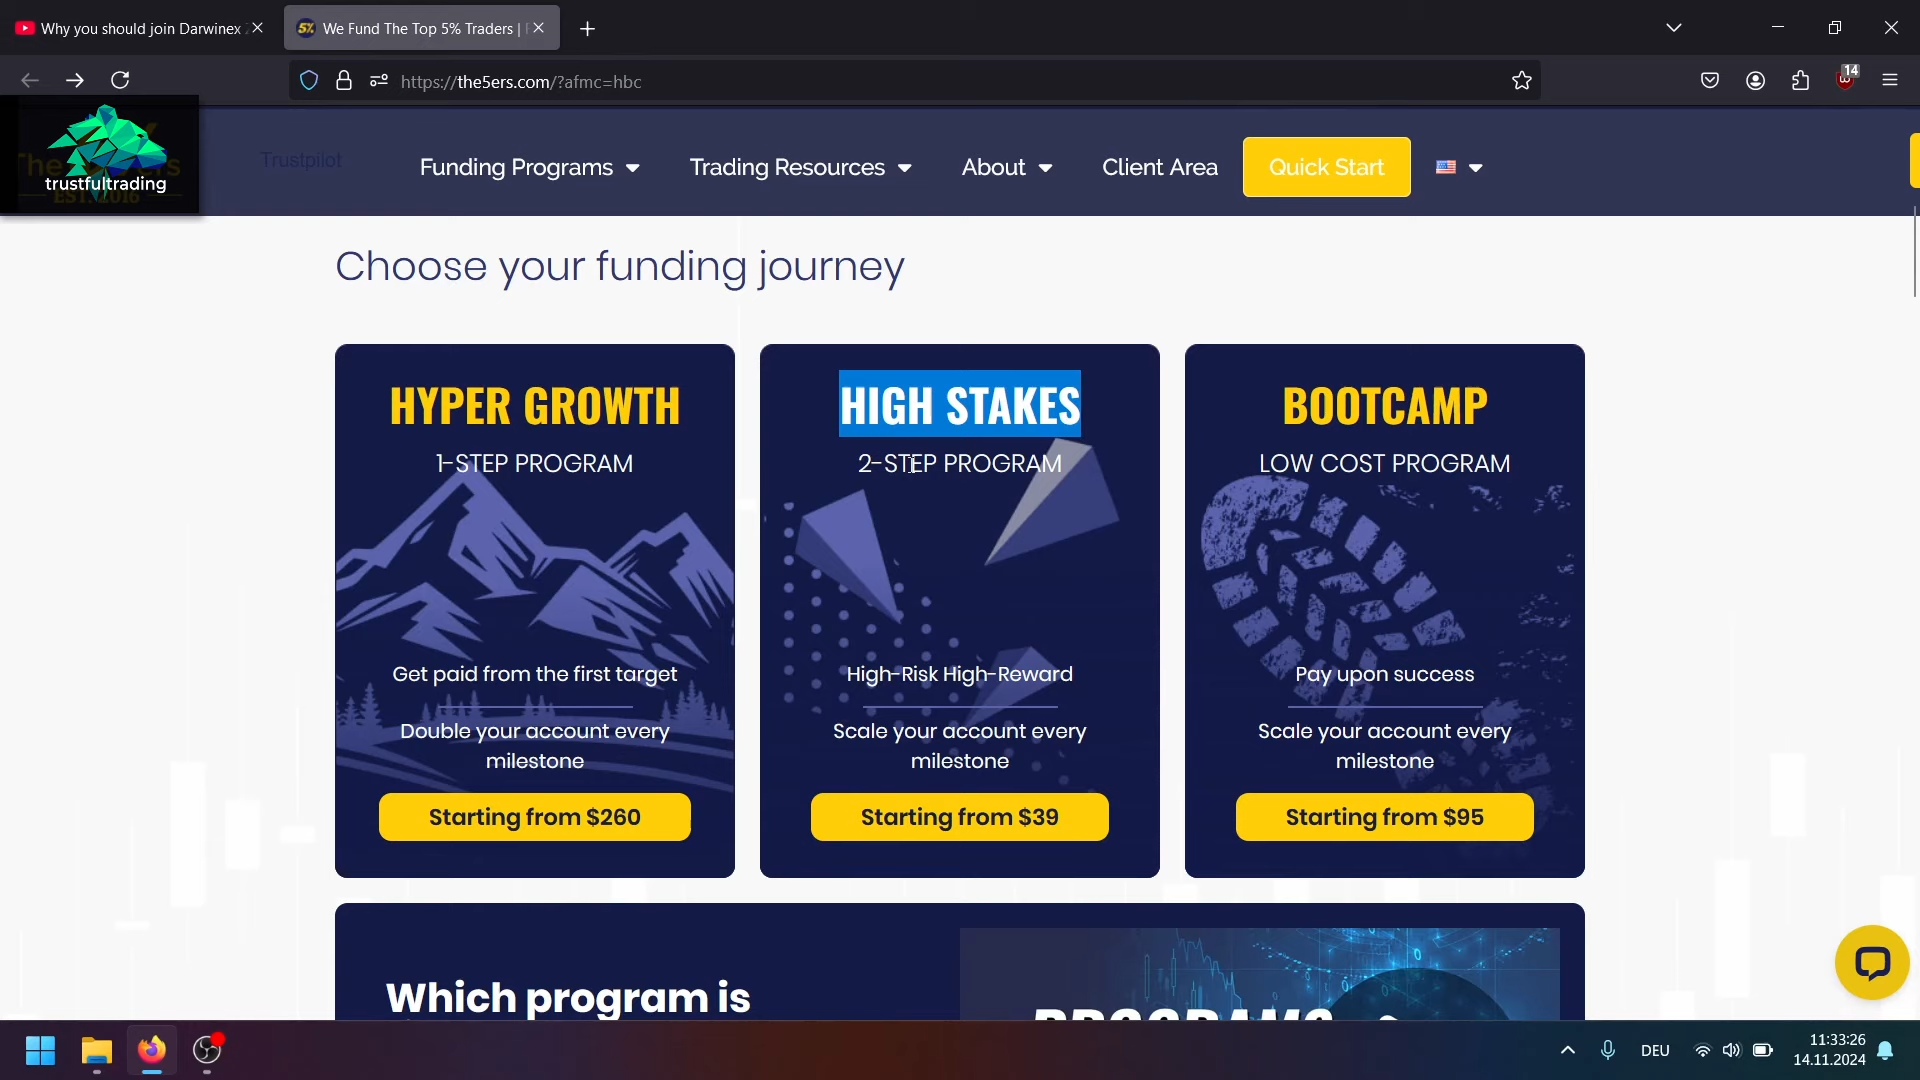 Why you should join Darwinex
We Fund The Top 5% Traders |
https://the5ers.com/?afmc=hbc
14
trustfultrading
EST. 2016
Trustpilot
Funding Programs
Trading Resources
About
Client Area
Quick Start
Choose your funding journey
HYPER GROWTH
1-STEP PROGRAM
Get paid from the first target
Double your account every
milestone
Starting from $260
HIGH STAKES
2-STEP PROGRAM
High-Risk High-Reward
Scale your account every
milestone
Starting from $39
BOOTCAMP
LOW COST PROGRAM
Pay upon success
Scale your account every
milestone
Starting from $95
Which program is
PROGRAMS
DEU
11:33:26
14.11.2024